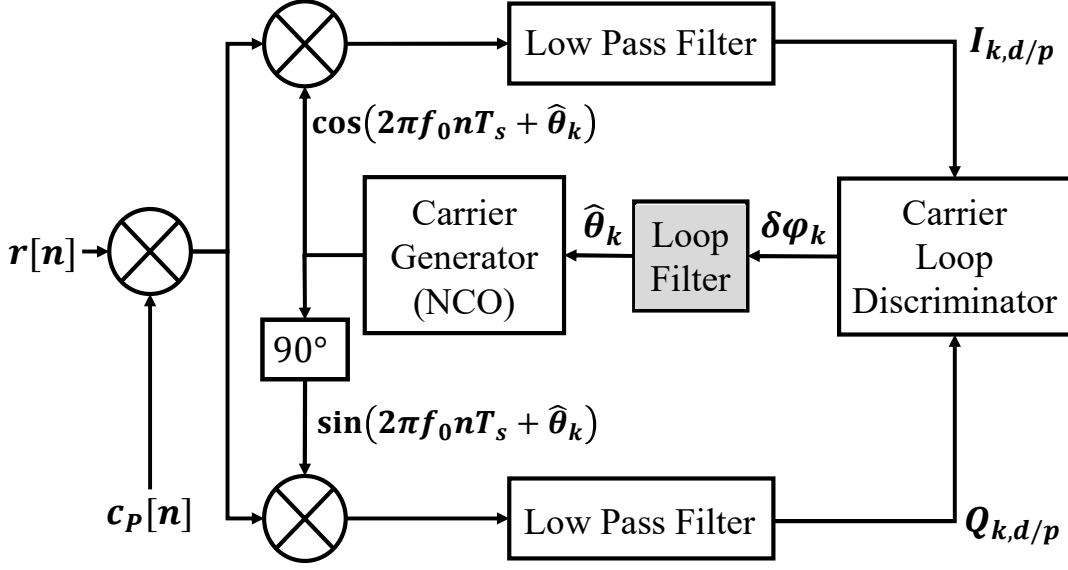 Low Pass Filter
I_{k,d/p}
cos(2πf_0nT_s + θ̂_k)
r[n]
Carrier
Generator
(NCO)
θ̂_k
Loop
Filter
δφ_k
Carrier
Loop
Discriminator
90°
sin(2πf_0nT_s + θ̂_k)
c_P[n]
Low Pass Filter
Q_{k,d/p}